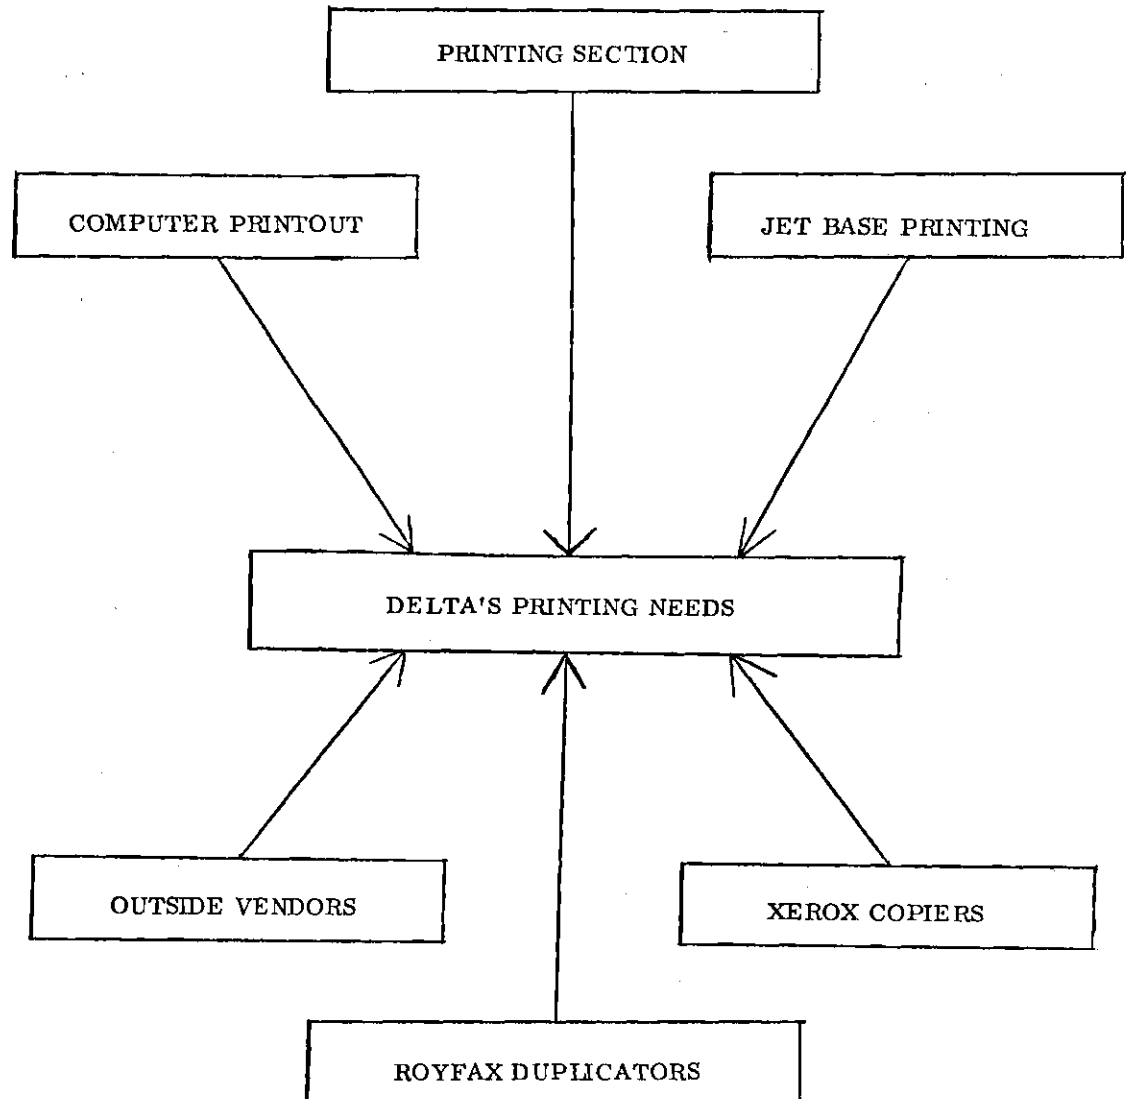 PRINTING SECTION
COMPUTER PRINTOUT
JET BASE PRINTING
DELTA'S PRINTING NEEDS
OUTSIDE VENDORS
XEROX COPIERS
ROYFAX DUPLICATORS